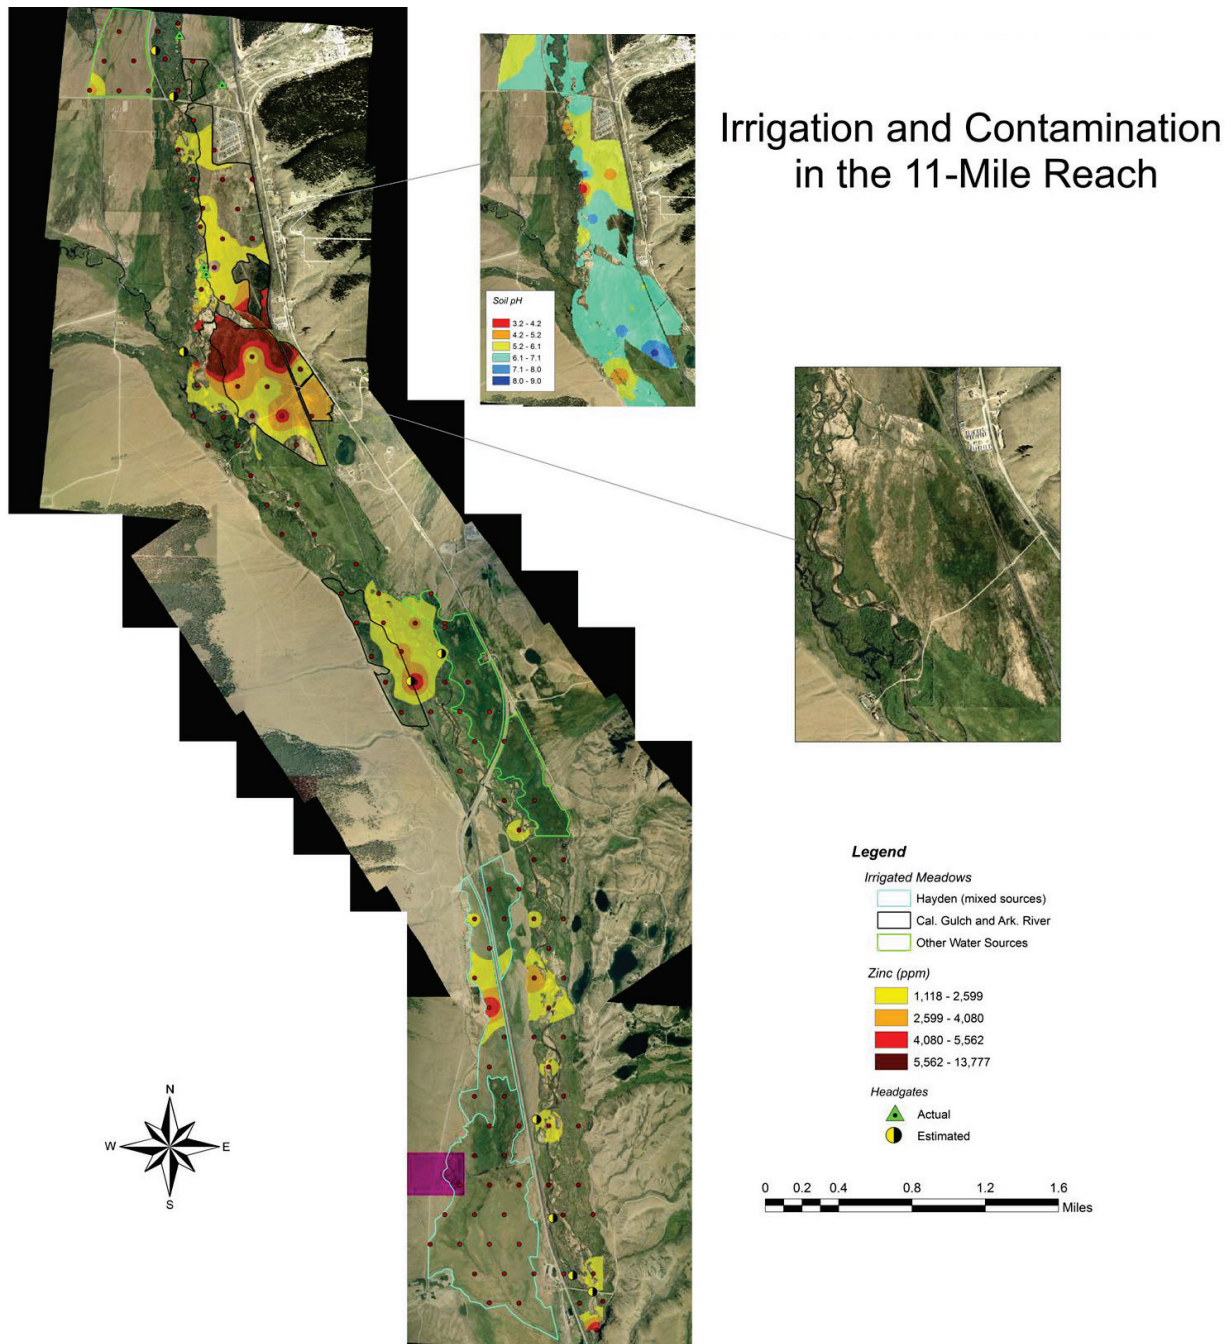 Irrigation and Contamination
in the 11-Mile Reach
Soil pH
3.2 - 4.2
4.2 - 5.2
5.2 - 6.1
6.1 - 7.1
7.1 - 8.0
8.0 - 9.0
Legend
Irrigated Meadows
Hayden (mixed sources)
Cal. Gulch and Ark. River
Other Water Sources
Zinc (ppm)
1,118 - 2,599
2,599 - 4,080
4,080 - 5,562
5,562 - 13,777
Headgates
Actual
Estimated
N
W E
S
0 0.2 0.4 0.8 1.2 1.6
Miles